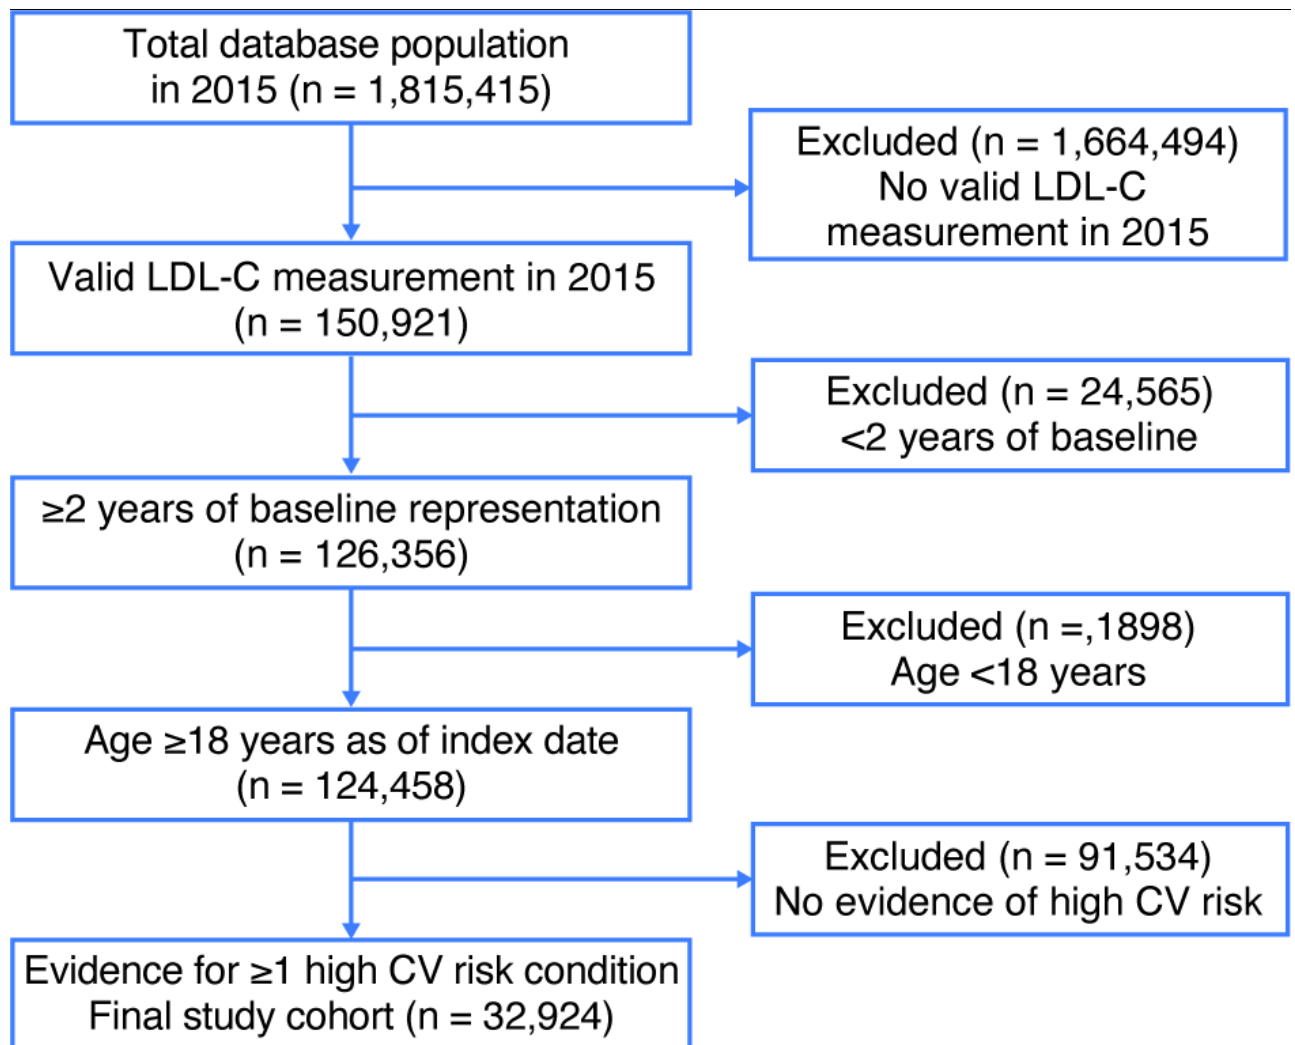 Total database population
in 2015 (n = 1,815,415)
Excluded (n = 1,664,494)
No valid LDL-C
measurement in 2015
Valid LDL-C measurement in 2015
(n = 150,921)
Excluded (n = 24,565)
<2 years of baseline
≥2 years of baseline representation
(n = 126,356)
Excluded (n =,1898)
Age <18 years
Age ≥18 years as of index date
(n = 124,458)
Excluded (n = 91,534)
No evidence of high CV risk
Evidence for ≥1 high CV risk condition
Final study cohort (n = 32,924)